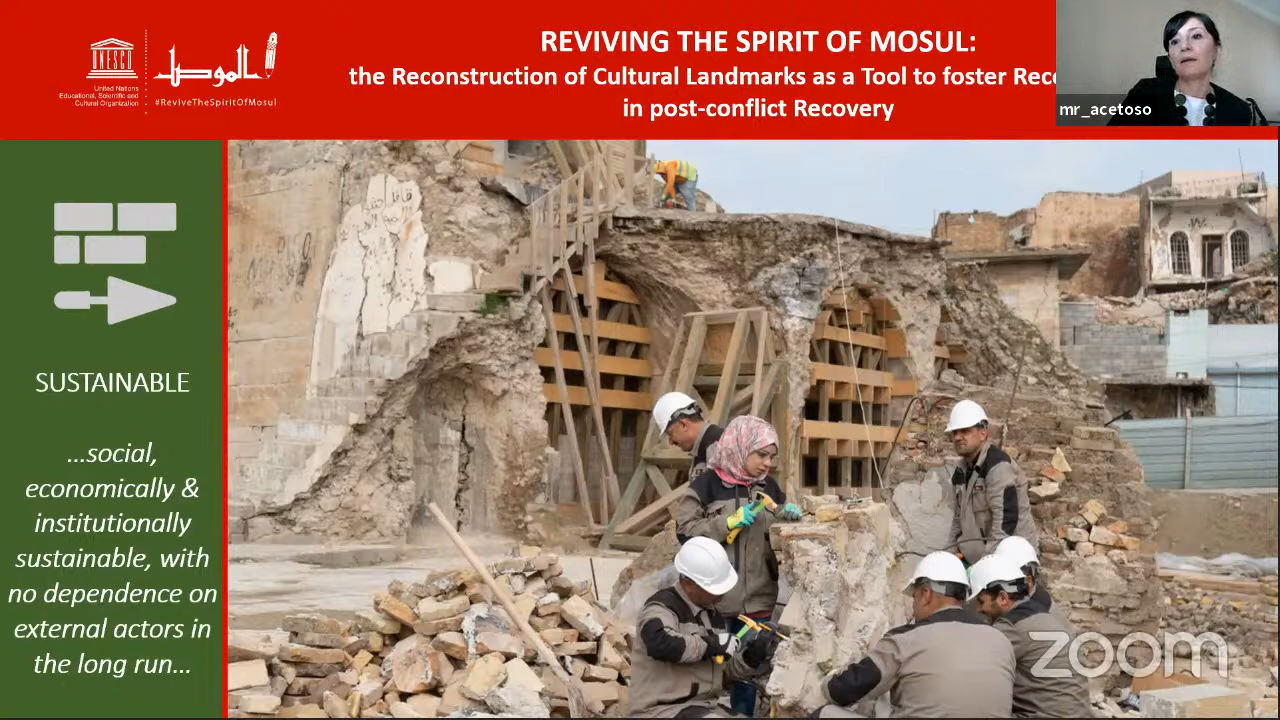 UNESCO
United Nations
Educational, Scientific and
Cultural Organization
الموصل
#ReviveTheSpiritOfMosul
REVIVING THE SPIRIT OF MOSUL:
the Reconstruction of Cultural Landmarks as a Tool to foster
in post-conflict Recovery
mr_acetoso
SUSTAINABLE
...social,
economically &
institutionally
sustainable, with
no dependence on
external actors in
the long run...
zoom